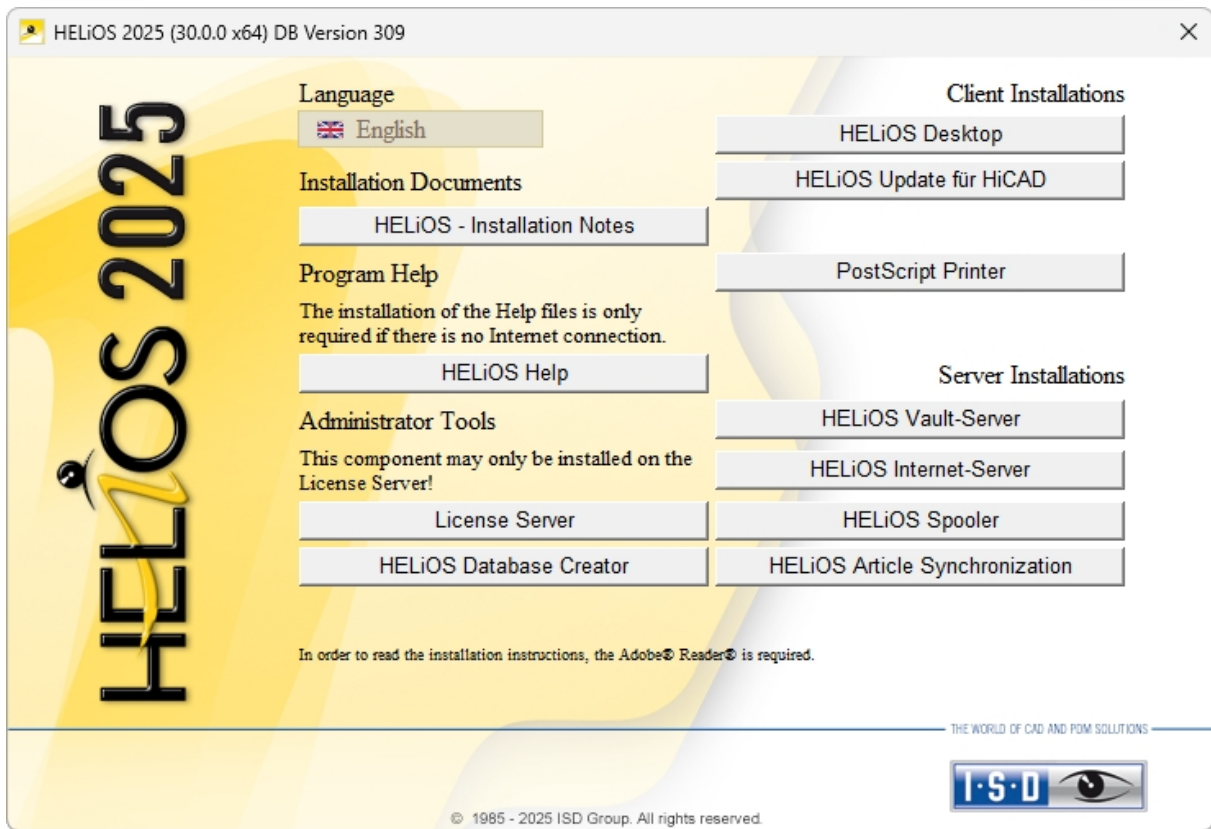 HELiOS 2025 (30.0.0 x64) DB Version 309
HELiOS 2025
Language
English
Installation Documents
HELiOS - Installation Notes
Program Help
The installation of the Help files is only
required if there is no Internet connection.
HELiOS Help
Administrator Tools
This component may only be installed on the
License Server!
License Server
HELiOS Database Creator
Client Installations
HELiOS Desktop
HELiOS Update für HiCAD
PostScript Printer
Server Installations
HELiOS Vault-Server
HELiOS Internet-Server
HELiOS Spooler
HELiOS Article Synchronization
In order to read the installation instructions, the Adobe® Reader® is required.
THE WORLD OF CAD AND PDM SOLUTIONS
I·S·D
© 1985 - 2025 ISD Group. All rights reserved.